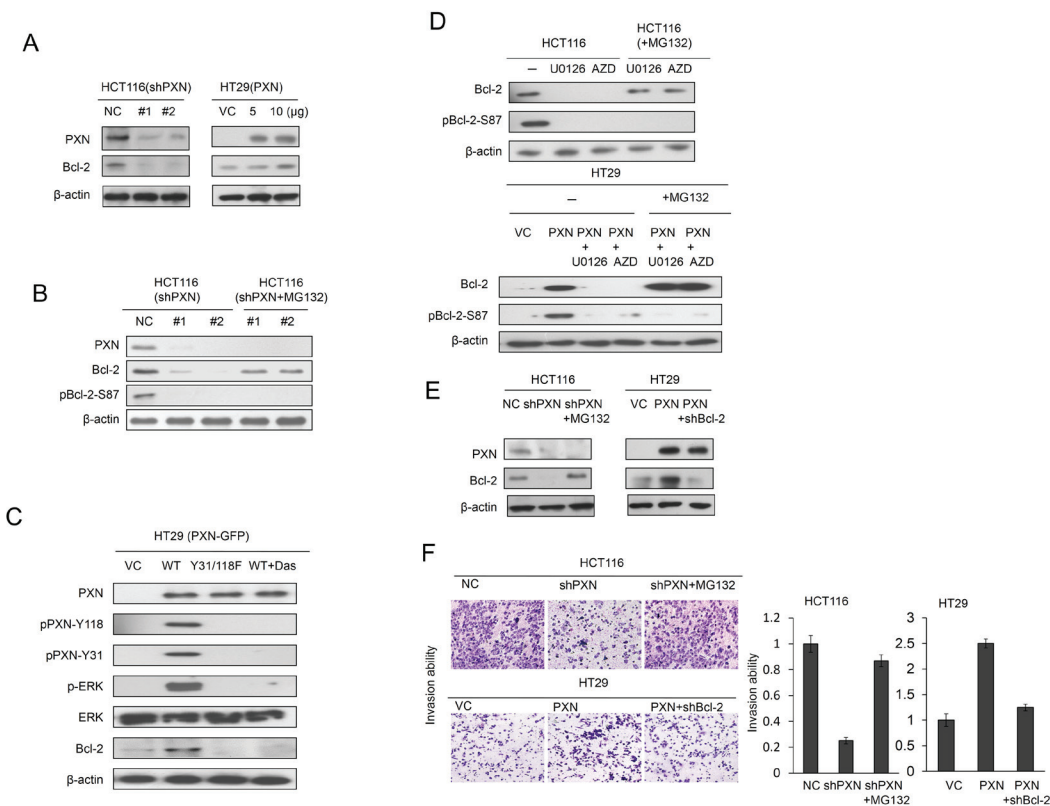 A
HCT116(shPXN) HT29(PXN)
NC #1 #2 VC 5 10 (μg)
PXN
Bcl-2
β-actin
B
HCT116
(shPXN)
HCT116
(shPXN+MG132)
NC #1 #2 #1 #2
PXN
Bcl-2
pBcl-2-S87
β-actin
C
HT29 (PXN-GFP)
VC WT Y31/118F WT+Das
PXN
pPXN-Y118
pPXN-Y31
p-ERK
ERK
Bcl-2
β-actin
D
HCT116
HCT116
(+MG132)
– U0126 AZD U0126 AZD
Bcl-2
pBcl-2-S87
β-actin
HT29
– +MG132
VC PXN PXN PXN PXN PXN
+ + + +
U0126 AZD U0126 AZD
Bcl-2
pBcl-2-S87
β-actin
E
HCT116 HT29
NC shPXN shPXN
+MG132
VC PXN PXN
+shBcl-2
PXN
Bcl-2
β-actin
F
HCT116
NC shPXN shPXN+MG132
HT29
VC PXN PXN+shBcl-2
Invasion ability
HCT116
Invasion ability
1.2
1
0.8
0.6
0.4
0.2
0
NC shPXN shPXN
+MG132
HT29
3
2.5
2
1.5
1
0.5
0
VC PXN PXN
+shBcl-2